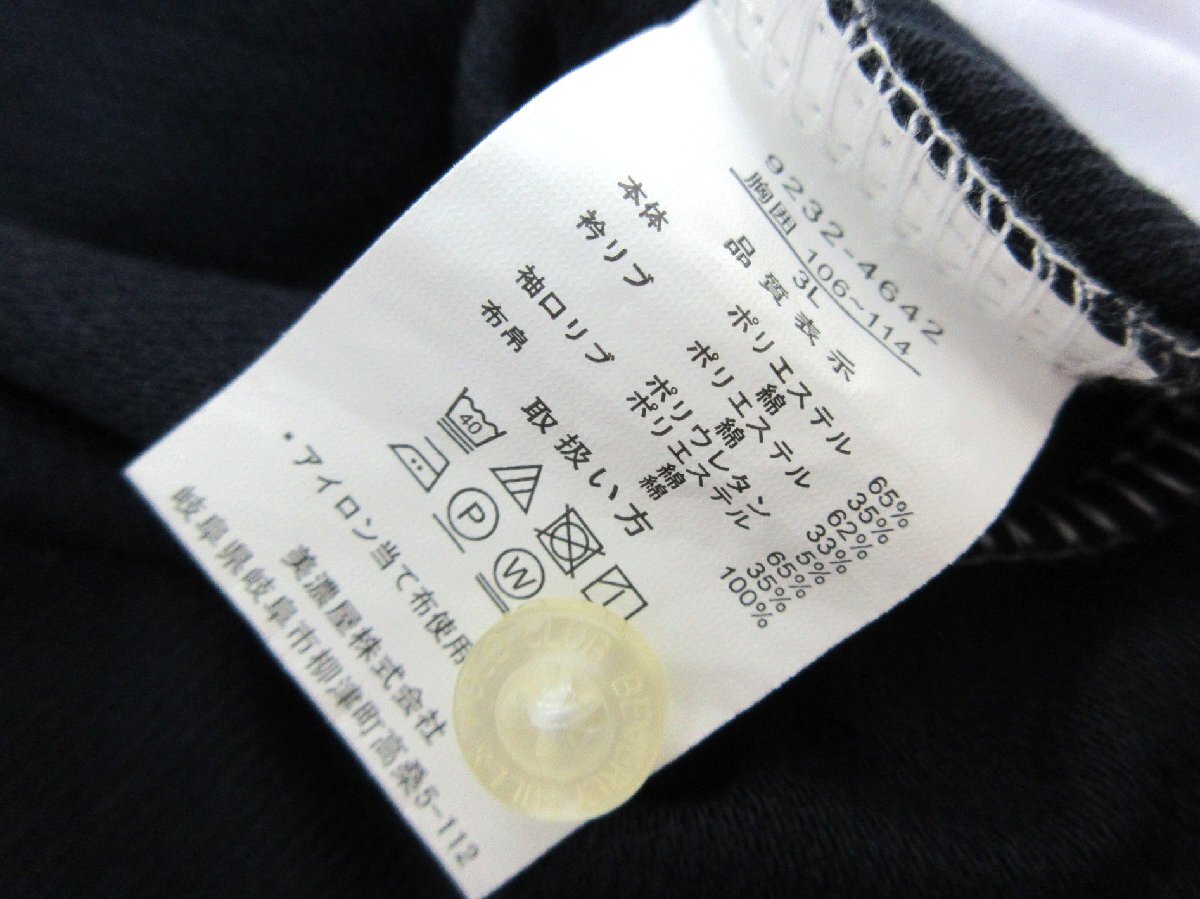 9232-4642
胸囲 106~114
3L
品質表示
本体 ポリエステル 65%
綿 35%
衿リブ ポリエステル 62%
綿 33%
ポリウレタン 5%
袖口リブ ポリエステル 65%
綿 35%
布帛 綿 100%
取扱い方
40
P
W
・アイロン当て布使用
美濃屋株式会社
岐阜県岐阜市柳津町高桑5-112